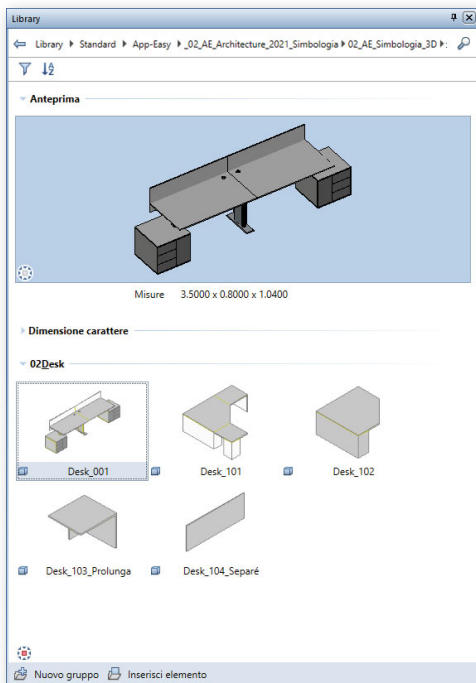 Library
Library Standard App-Easy _02_AE_Architecture_2021_Simbologia 02_AE_Simbologia_3D
Anteprima
Misure 3.5000 x 0.8000 x 1.0400
Dimensione carattere
02Desk
Desk_001 Desk_101 Desk_102
Desk_103_Prolunga Desk_104_Separé
Nuovo gruppo Inserisci elemento